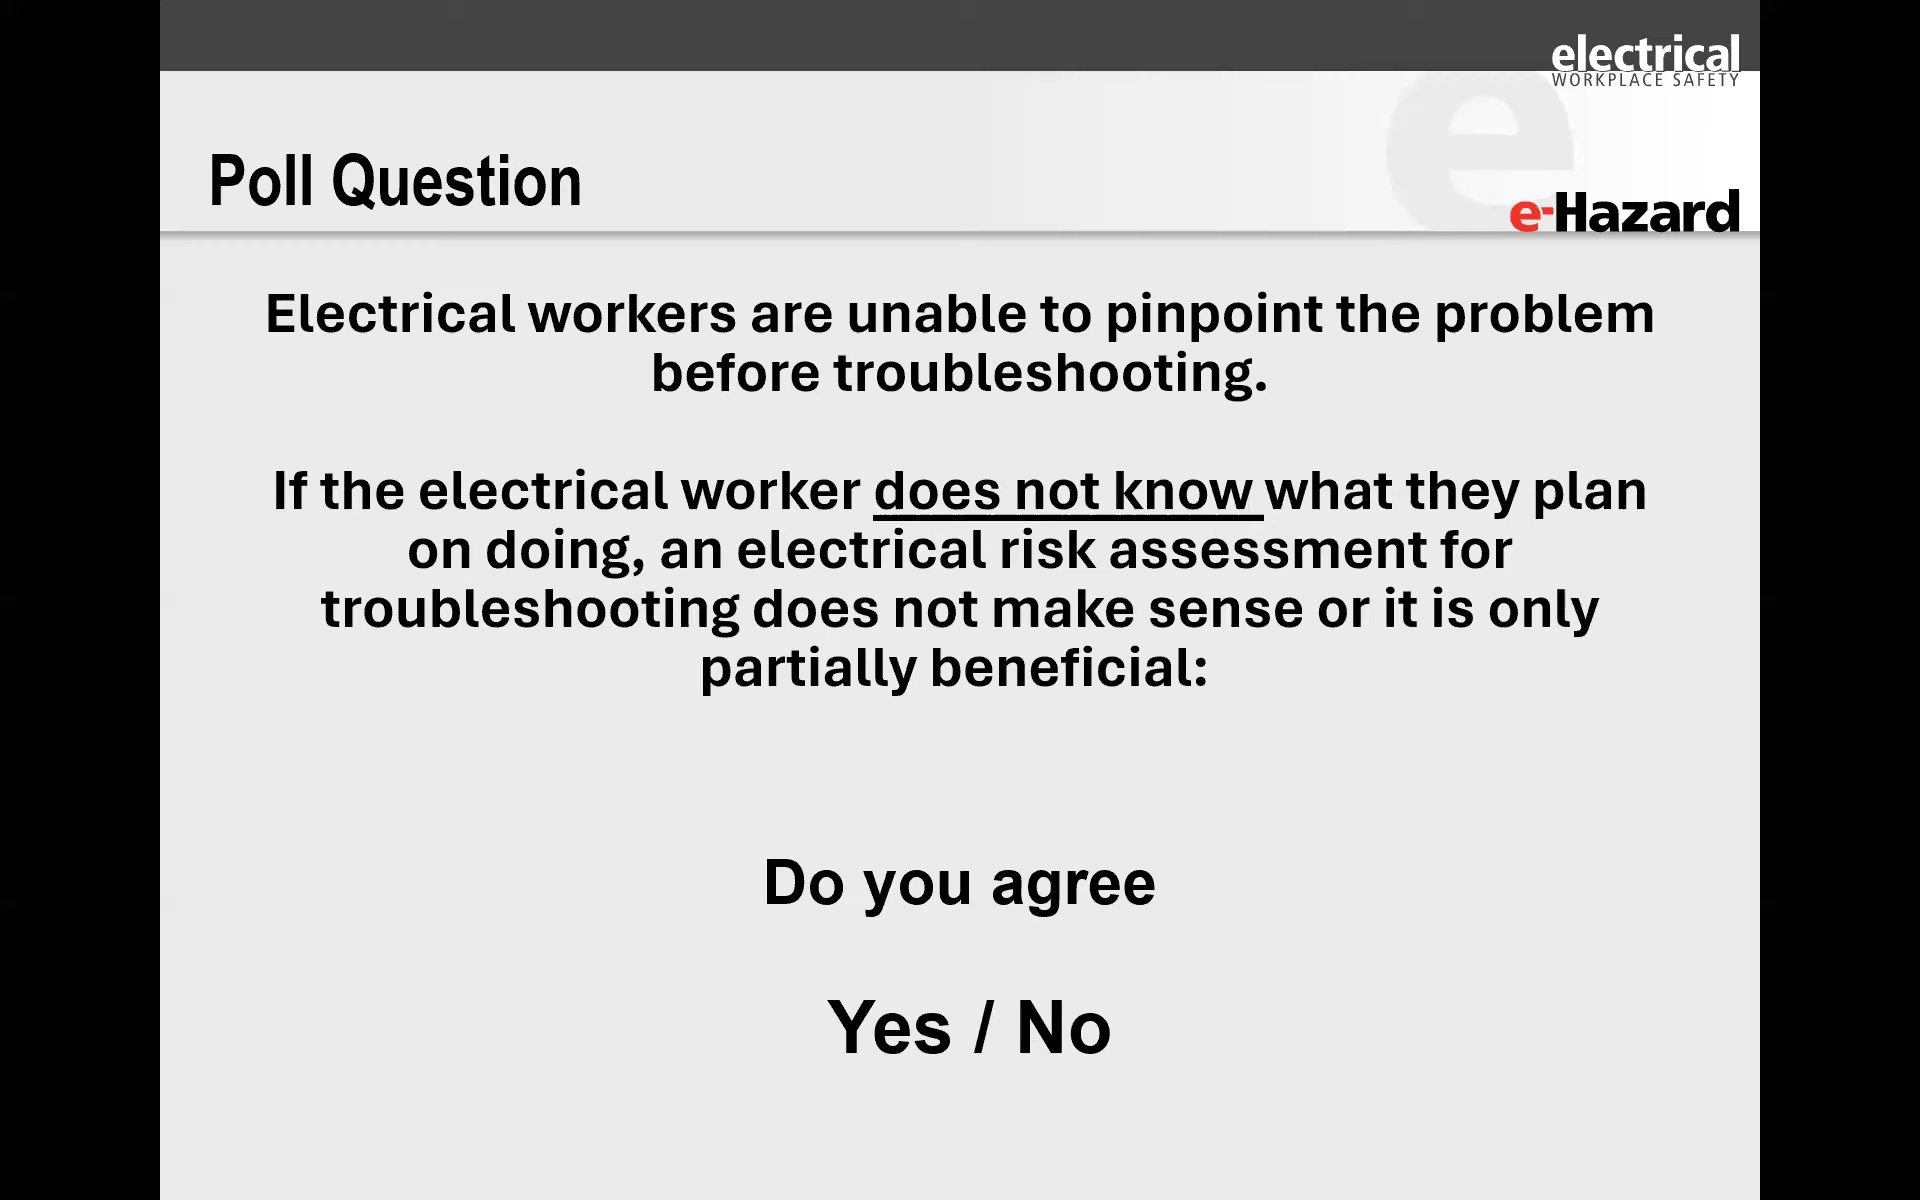 electrical
WORKPLACE SAFETY
Poll Question
e-Hazard
Electrical workers are unable to pinpoint the problem
before troubleshooting.
If the electrical worker does not know what they plan
on doing, an electrical risk assessment for
troubleshooting does not make sense or it is only
partially beneficial:
Do you agree
Yes / No